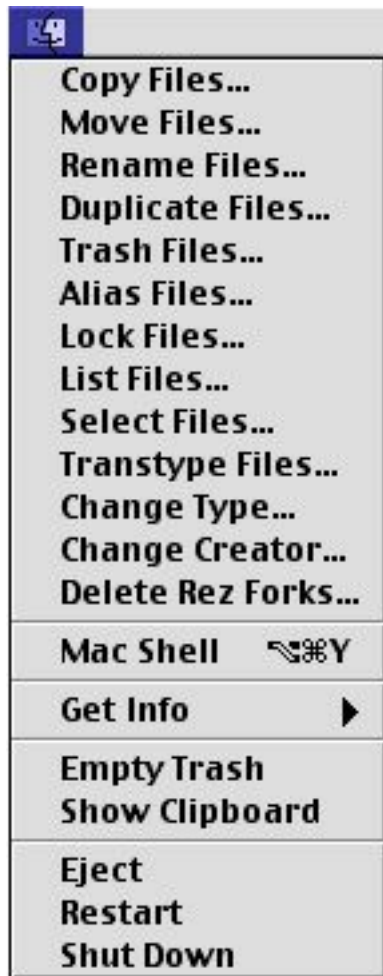 Copy Files...
Move Files...
Rename Files...
Duplicate Files...
Trash Files...
Alias Files...
Lock Files...
List Files...
Select Files...
Transtype Files...
Change Type...
Change Creator...
Delete Rez Forks...
Mac Shell ⌥⌘Y
Get Info
Empty Trash
Show Clipboard
Eject
Restart
Shut Down